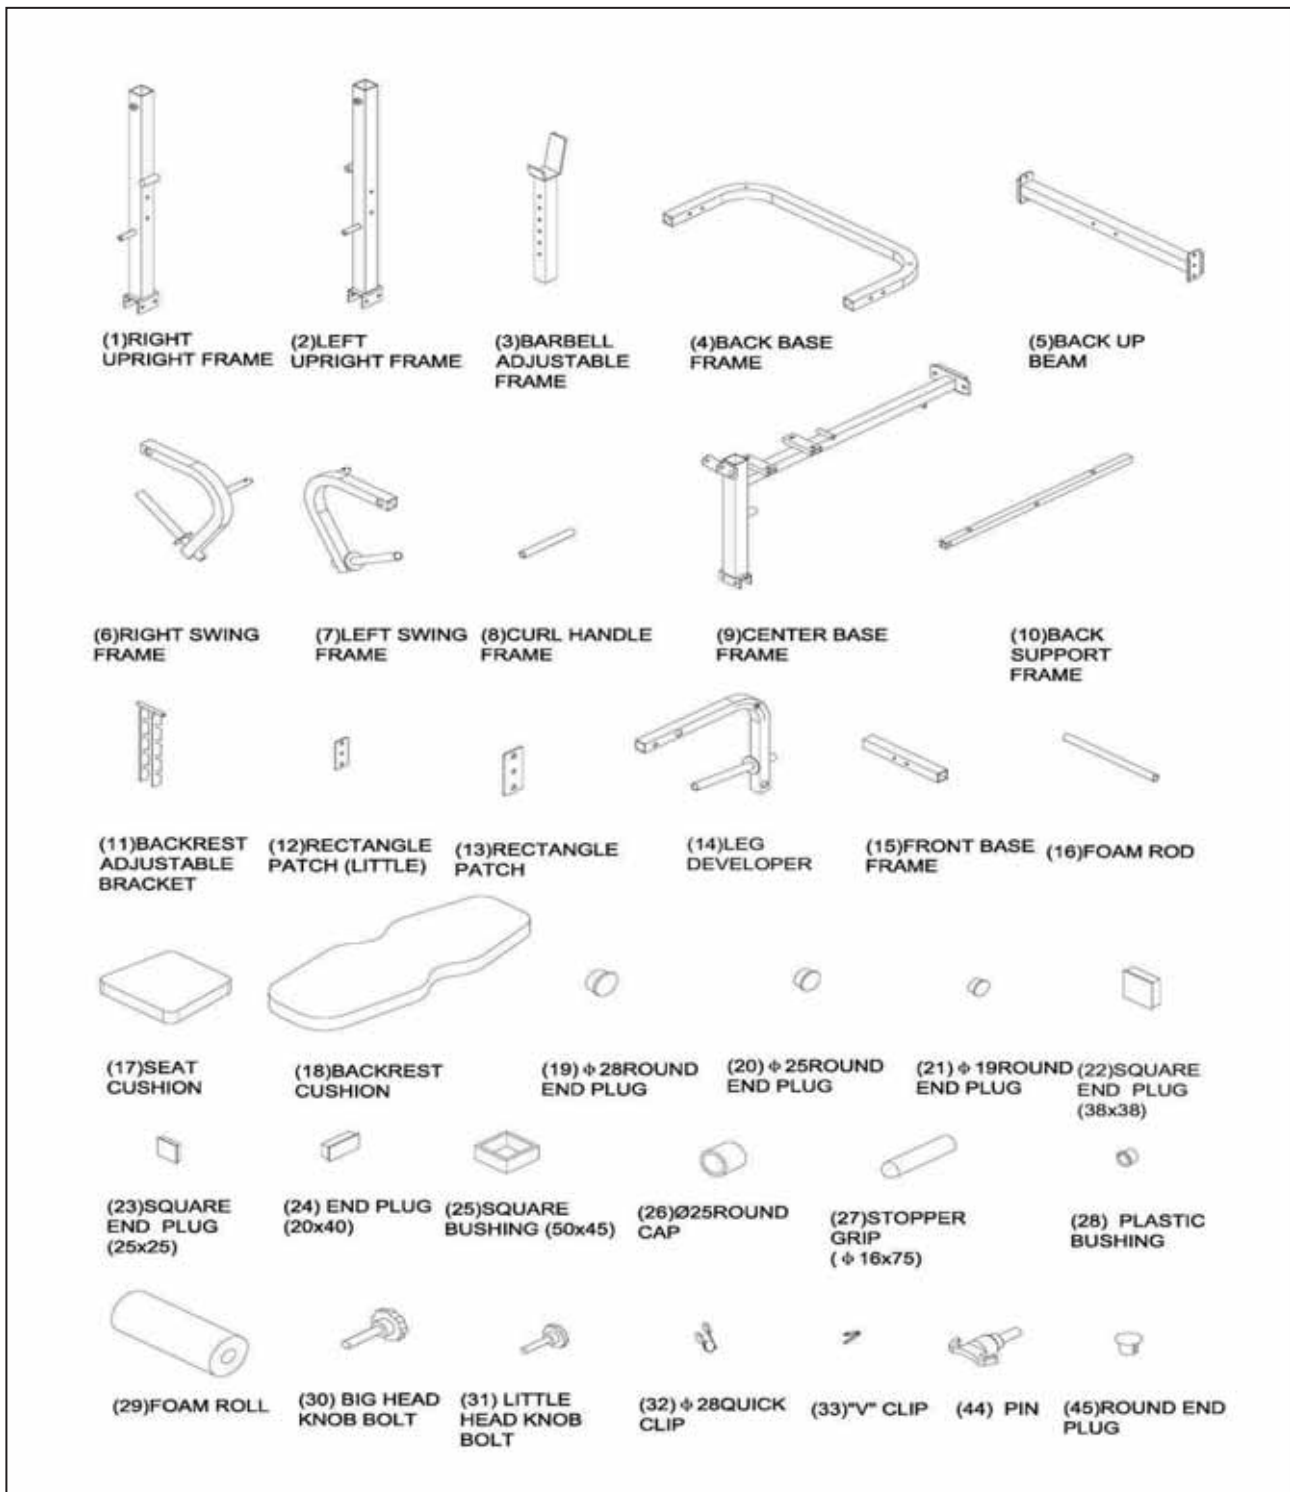 (1)RIGHT
UPRIGHT FRAME
(2)LEFT
UPRIGHT FRAME
(3)BARBELL
ADJUSTABLE
FRAME
(4)BACK BASE
FRAME
(5)BACK UP
BEAM
(6)RIGHT SWING
FRAME
(7)LEFT SWING
FRAME
(8)CURL HANDLE
FRAME
(9)CENTER BASE
FRAME
(10)BACK
SUPPORT
FRAME
(11)BACKREST
ADJUSTABLE
BRACKET
(12)RECTANGLE
PATCH (LITTLE)
(13)RECTANGLE
PATCH
(14)LEG
DEVELOPER
(15)FRONT BASE
FRAME
(16)FOAM ROD
(17)SEAT
CUSHION
(18)BACKREST
CUSHION
(19) ϕ 28ROUND
END PLUG
(20) ϕ 25ROUND
END PLUG
(21) ϕ 19ROUND
END PLUG
(22)SQUARE
END PLUG
(38x38)
(23)SQUARE
END PLUG
(25x25)
(24) END PLUG
(20x40)
(25)SQUARE
BUSHING (50x45)
(26)Ø25ROUND
CAP
(27)STOPPER
GRIP
( ϕ 16x75)
(28) PLASTIC
BUSHING
(29)FOAM ROLL
(30) BIG HEAD
KNOB BOLT
(31) LITTLE
HEAD KNOB
BOLT
(32) ϕ 28QUICK
CLIP
(33)"V" CLIP
(44) PIN
(45)ROUND END
PLUG